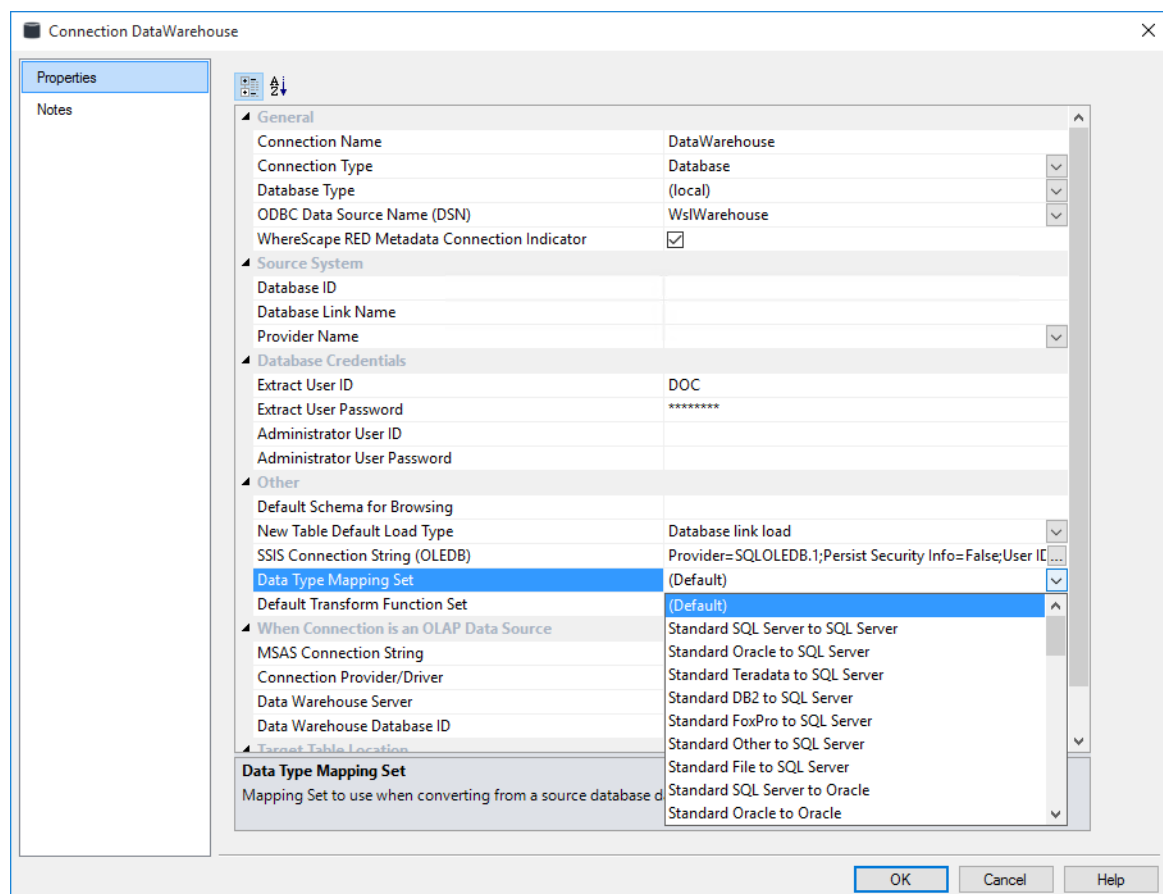 Connection DataWarehouse
Properties
Notes
General
Connection Name DataWarehouse
Connection Type Database
Database Type (local)
ODBC Data Source Name (DSN) WslWarehouse
WhereScape RED Metadata Connection Indicator
Source System
Database ID
Database Link Name
Provider Name
Database Credentials
Extract User ID DOC
Extract User Password ********
Administrator User ID
Administrator User Password
Other
Default Schema for Browsing
New Table Default Load Type Database link load
SSIS Connection String (OLEDB) Provider=SQLOLEDB.1;Persist Security Info=False;User ID ...
Data Type Mapping Set (Default)
Default Transform Function Set (Default)
When Connection is an OLAP Data Source Standard SQL Server to SQL Server
MSAS Connection String Standard Oracle to SQL Server
Connection Provider/Driver Standard Teradata to SQL Server
Data Warehouse Server Standard DB2 to SQL Server
Data Warehouse Database ID Standard FoxPro to SQL Server
Target Table Location Standard Other to SQL Server
Data Type Mapping Set Standard File to SQL Server
Mapping Set to use when converting from a source database d Standard SQL Server to Oracle
Standard Oracle to Oracle
OK Cancel Help